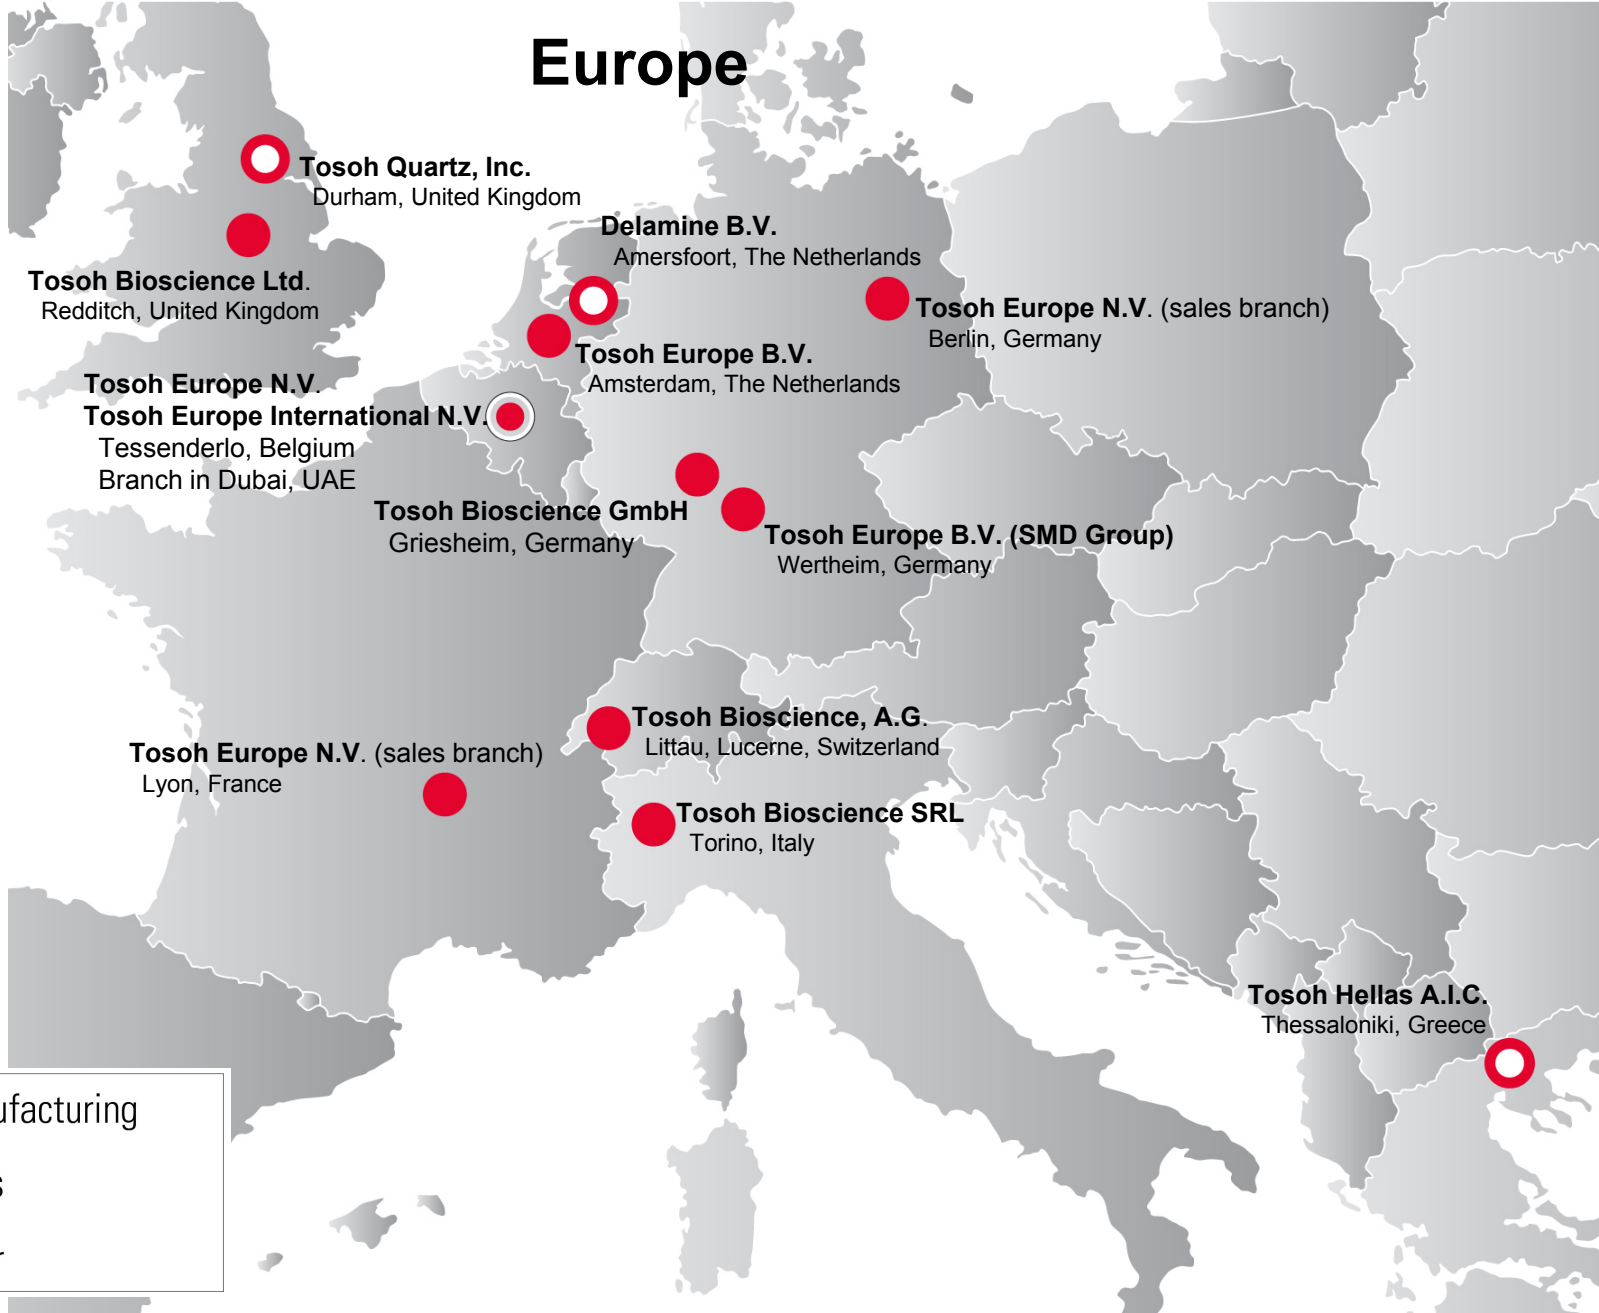 Europe
Tosoh Quartz, Inc.
Durham, United Kingdom
Delamine B.V.
Amersfoort, The Netherlands
Tosoh Bioscience Ltd.
Redditch, United Kingdom
Tosoh Europe N.V. (sales branch)
Berlin, Germany
Tosoh Europe B.V.
Amsterdam, The Netherlands
Tosoh Europe N.V.
Tosoh Europe International N.V.
Tessenderlo, Belgium
Branch in Dubai, UAE
Tosoh Bioscience GmbH
Griesheim, Germany
Tosoh Europe B.V. (SMD Group)
Wertheim, Germany
Tosoh Bioscience, A.G.
Littau, Lucerne, Switzerland
Tosoh Europe N.V. (sales branch)
Lyon, France
Tosoh Bioscience SRL
Torino, Italy
Tosoh Hellas A.I.C.
Thessaloniki, Greece
ufacturing
s